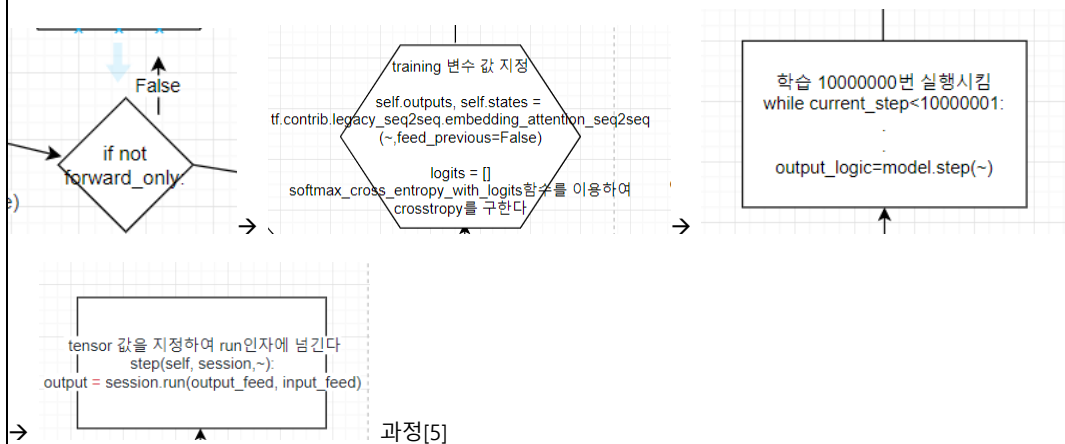 False
if not
forward_only:
e)
→
training 변수 값 지정
self.outputs, self.states =
tf.contrib.legacy_seq2seq.embedding_attention_seq2seq
(~,feed_previous=False)
logits = []
softmax_cross_entropy_with_logits함수를 이용하여
crosstropy를 구한다
→
학습 10000000번 실행시킴
while current_step<10000001:
.
.
output_logic=model.step(~)
→
tensor 값을 지정하여 run인자에 넘긴다
step(self, session,~):
output = session.run(output_feed, input_feed)
과정[5]